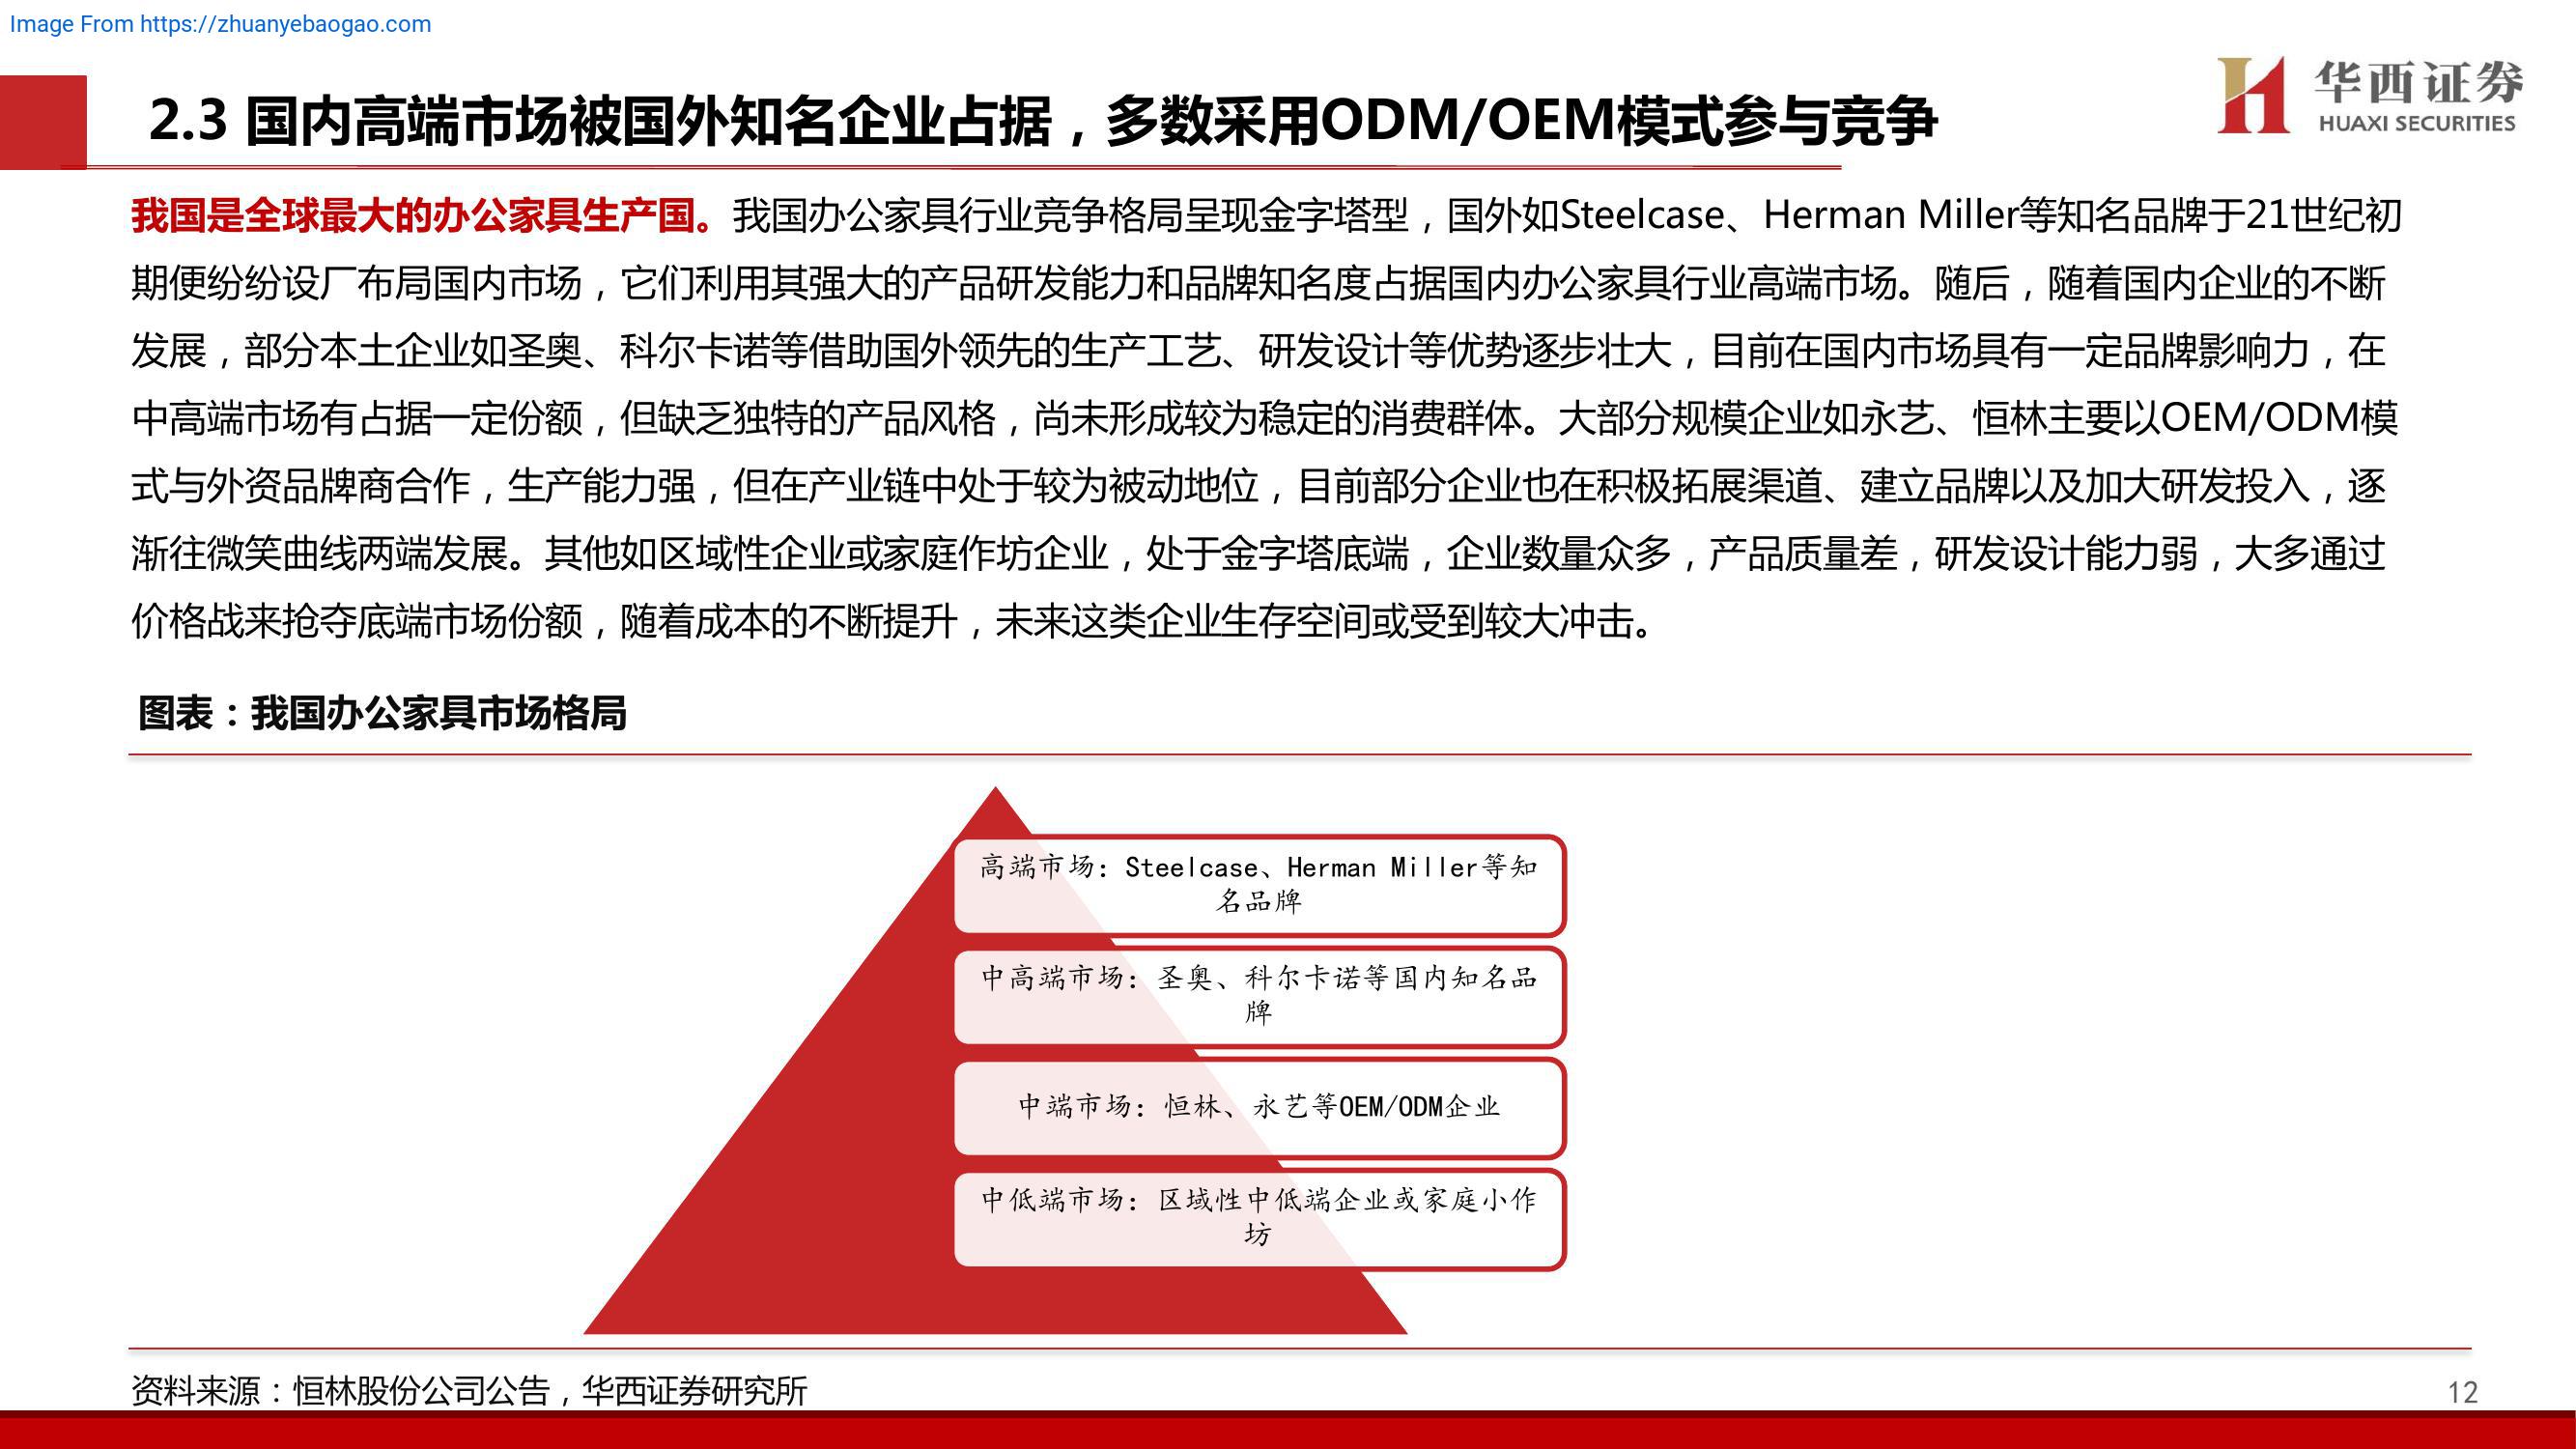 Image From https://zhuanyebaogao.com
华西证券
HUAXI SECURITIES
2.3 国内高端市场被国外知名企业占据，多数采用ODM/OEM模式参与竞争
我国是全球最大的办公家具生产国。我国办公家具行业竞争格局呈现金字塔型，国外如Steelcase、Herman Miller等知名品牌于21世纪初
期便纷纷设厂布局国内市场，它们利用其强大的产品研发能力和品牌知名度占据国内办公家具行业高端市场。随后，随着国内企业的不断
发展，部分本土企业如圣奥、科尔卡诺等借助国外领先的生产工艺、研发设计等优势逐步壮大，目前在国内市场具有一定品牌影响力，在
中高端市场有占据一定份额，但缺乏独特的产品风格，尚未形成较为稳定的消费群体。大部分规模企业如永艺、恒林主要以OEM/ODM模
式与外资品牌商合作，生产能力强，但在产业链中处于较为被动地位，目前部分企业也在积极拓展渠道、建立品牌以及加大研发投入，逐
渐往微笑曲线两端发展。其他如区域性企业或家庭作坊企业，处于金字塔底端，企业数量众多，产品质量差，研发设计能力弱，大多通过
价格战来抢夺底端市场份额，随着成本的不断提升，未来这类企业生存空间或受到较大冲击。
图表：我国办公家具市场格局
高端市场：Steelcase、Herman Miller等知
名品牌
中高端市场：圣奥、科尔卡诺等国内知名品
牌
中端市场：恒林、永艺等OEM/ODM企业
中低端市场：区域性中低端企业或家庭小作
坊
资料来源：恒林股份公司公告，华西证券研究所
12